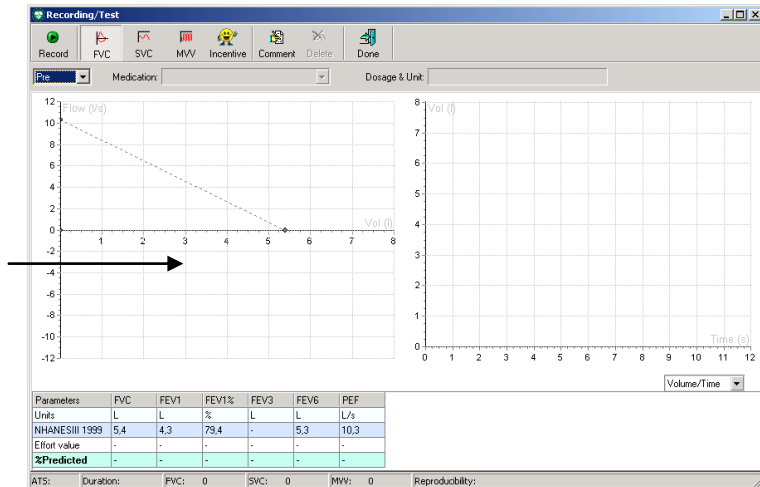 Recording/Test
Record FVC SVC MVV Incentive Comment Delete Done
Pre Medication: Dosage & Unit:
Flow (l/s)
12
10
8
6
4
2
0
-2
-4
-6
-8
-10
-12
1 2 3 4 5 6 7 8
Vol (l)
Vol (l)
8
7
6
5
4
3
2
1
0
0 1 2 3 4 5 6 7 8 9 10 11 12
Time (s)
Volume/Time
Parameters FVC FEV1 FEV1% FEV3 FEV6 PEF
Units L L % L L L/s
NHANESIII 1999 5,4 4,3 79,4 - 5,3 10,3
Effort value - - - - - -
%Predicted - - - - - -
ATS: Duration: FVC: 0 SVC: 0 MVV: 0 Reproducibility: